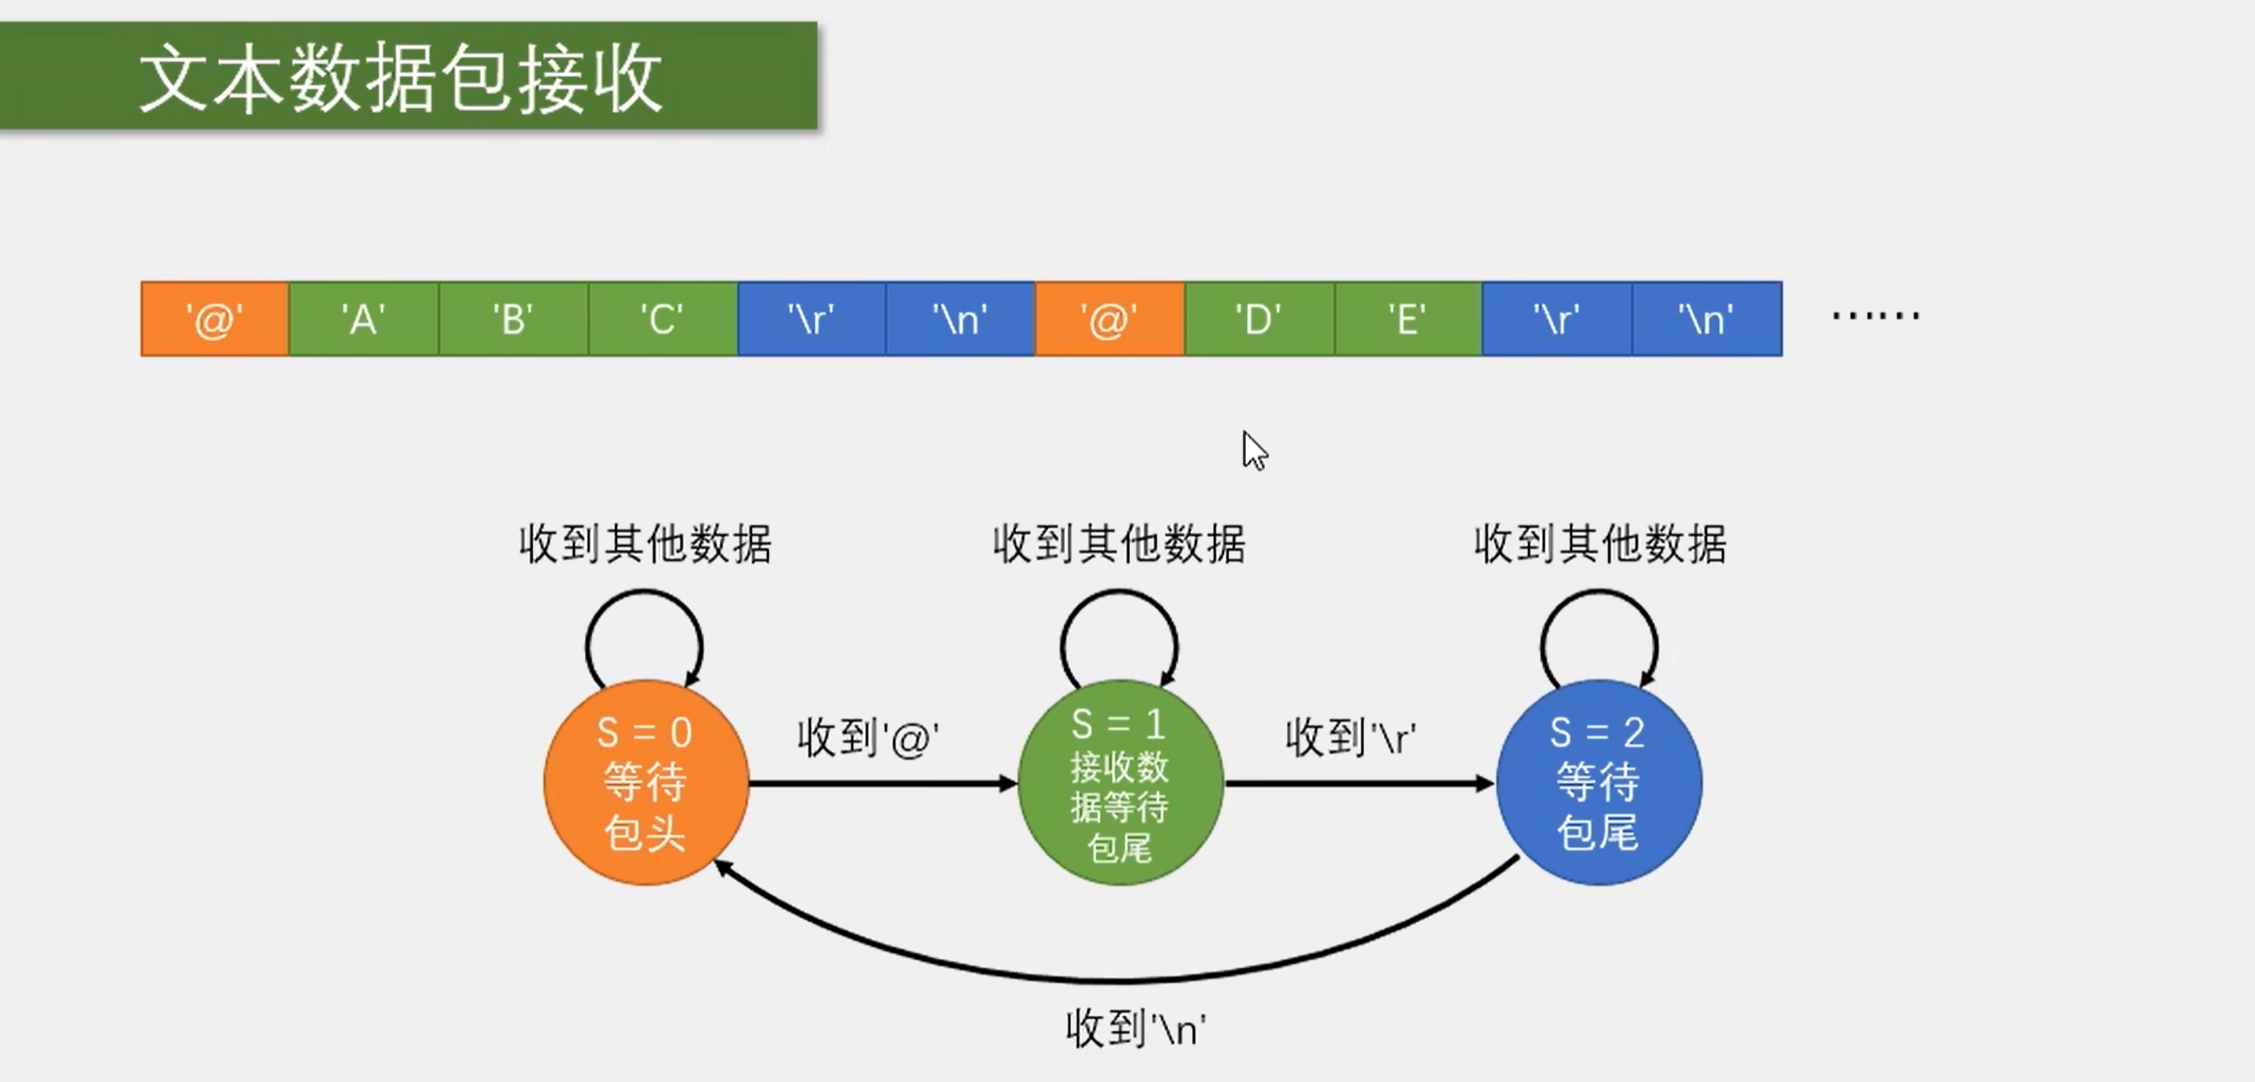 文本数据包接收
'@' 'A' 'B' 'C' '\r' '\n' '@' 'D' 'E' '\r' '\n' ……
收到其他数据 收到其他数据 收到其他数据
S = 0
等待
包头
收到'@'
S = 1
接收数
据等待
包尾
收到'\r'
S = 2
等待
包尾
收到'\n'